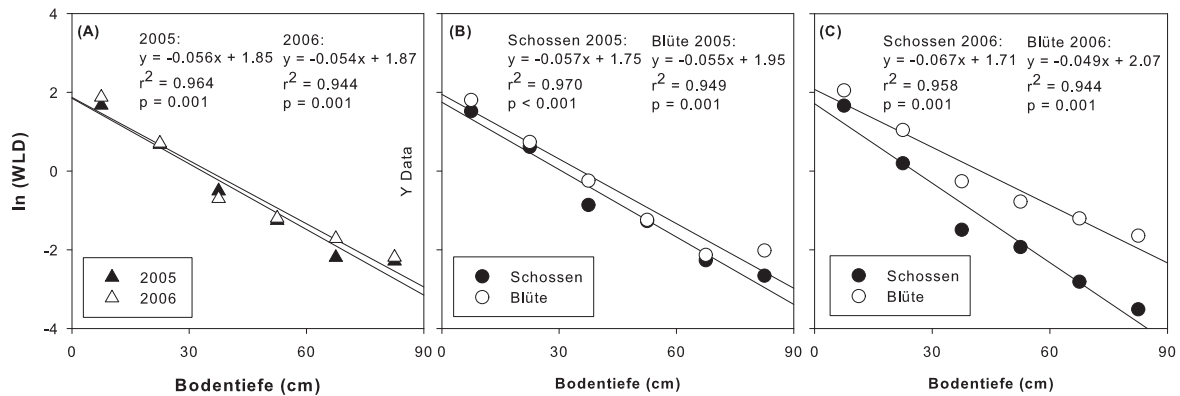 (A)
2005: 2006:
y = -0.056x + 1.85 y = -0.054x + 1.87
r² = 0.964 r² = 0.944
p = 0.001 p = 0.001
4
2
0
-2
-4
ln (WLD)
2005
2006
0 30 60 90
Bodentiefe (cm)
Y Data
(B)
Schossen 2005: Blüte 2005:
y = -0.057x + 1.75 y = -0.055x + 1.95
r² = 0.970 r² = 0.949
p < 0.001 p = 0.001
Schossen
Blüte
0 30 60 90
Bodentiefe (cm)
(C)
Schossen 2006: Blüte 2006:
y = -0.067x + 1.71 y = -0.049x + 2.07
r² = 0.958 r² = 0.944
p = 0.001 p = 0.001
Schossen
Blüte
0 30 60 90
Bodentiefe (cm)